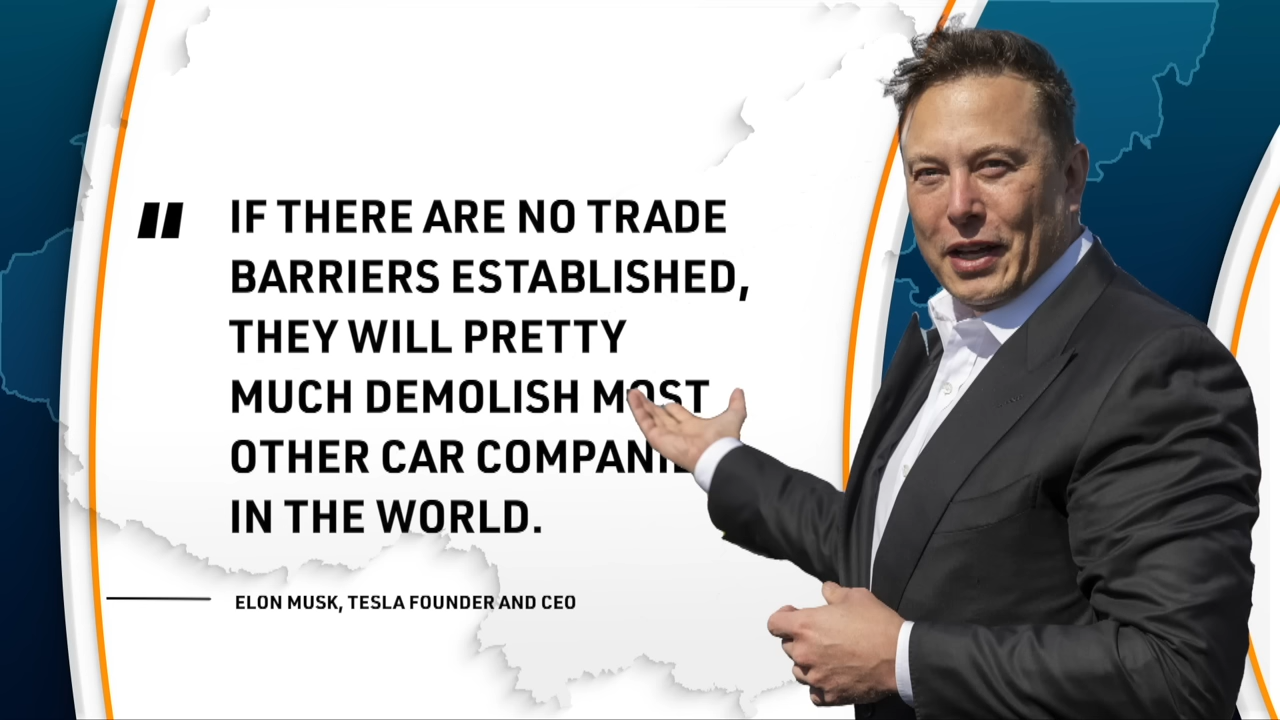 "
IF THERE ARE NO TRADE
BARRIERS ESTABLISHED,
THEY WILL PRETTY
MUCH DEMOLISH MOST
OTHER CAR COMPANIE
IN THE WORLD.
ELON MUSK, TESLA FOUNDER AND CEO